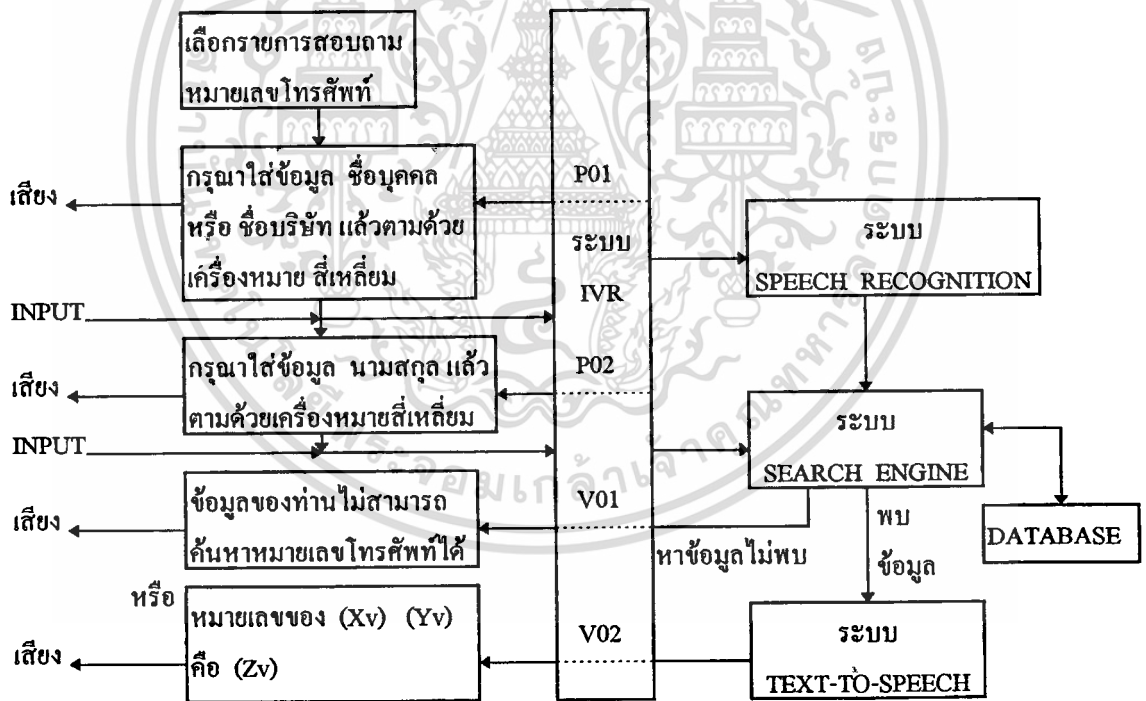 เลือกรายการสอบถาม
หมายเลขโทรศัพท์
เสียง
กรุณาใส่ข้อมูล ชื่อบุคคล
หรือ ชื่อบริษัท แล้วตามด้วย
เครื่องหมาย สี่เหลี่ยม
P01
ระบบ
IVR
ระบบ
SPEECH RECOGNITION
INPUT
เสียง
กรุณาใส่ข้อมูล นามสกุล แล้ว
ตามด้วยเครื่องหมายสี่เหลี่ยม
P02
INPUT
ระบบ
SEARCH ENGINE
เสียง
ข้อมูลของท่านไม่สามารถ
ค้นหาหมายเลขโทรศัพท์ได้
V01
หาข้อมูลไม่พบ
พบ
ข้อมูล
DATABASE
หรือ
เสียง
หมายเลขของ (Xv) (Yv)
คือ (Zv)
V02
ระบบ
TEXT-TO-SPEECH